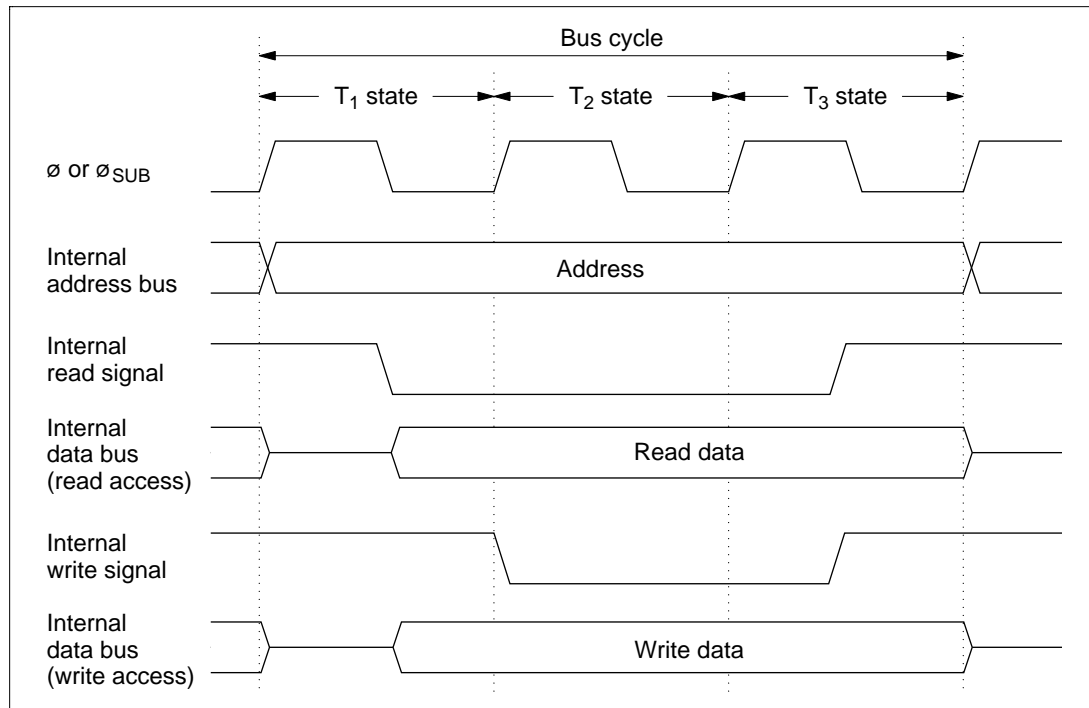 Bus cycle
T₁ state
T₂ state
T₃ state
ø or øSUB
Internal
address bus
Address
Internal
read signal
Internal
data bus
(read access)
Read data
Internal
write signal
Internal
data bus
(write access)
Write data